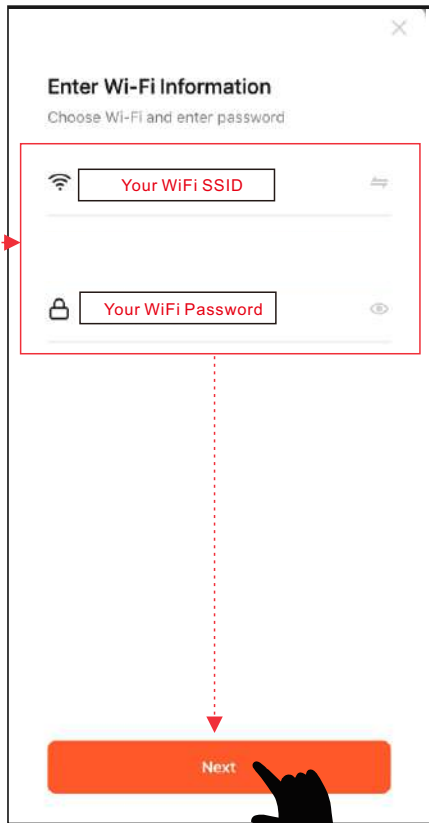 Enter Wi-Fi Information
Choose Wi-Fi and enter password
Your WiFi SSID
Your WiFi Password
Next